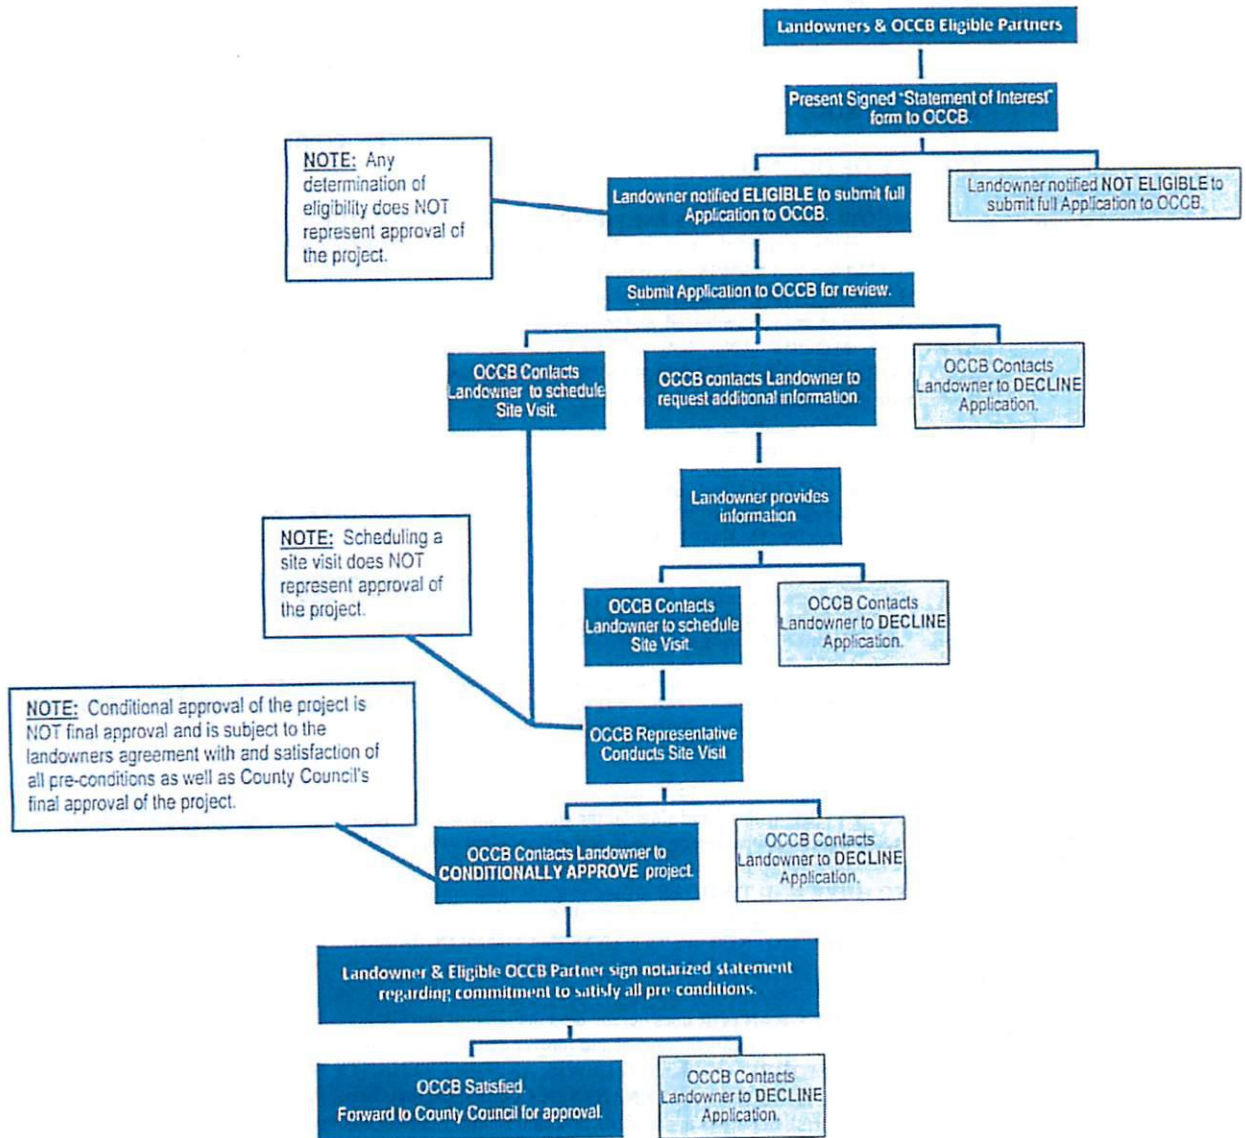 Landowners & OCCB Eligible Partners
Present Signed "Statement of Interest"
form to OCCB.
NOTE: Any
determination of
eligibility does NOT
represent approval of
the project.
Landowner notified ELIGIBLE to submit full
Application to OCCB.
Landowner notified NOT ELIGIBLE to
submit full Application to OCCB.
Submit Application to OCCB for review.
OCCB Contacts
Landowner to schedule
Site Visit.
OCCB contacts Landowner to
request additional information.
OCCB Contacts
Landowner to DECLINE
Application.
Landowner provides
information
NOTE: Scheduling a
site visit does NOT
represent approval of
the project.
OCCB Contacts
Landowner to schedule
Site Visit.
OCCB Contacts
Landowner to DECLINE
Application.
NOTE: Conditional approval of the project is
NOT final approval and is subject to the
landowners agreement with and satisfaction of
all pre-conditions as well as County Council's
final approval of the project.
OCCB Representative
Conducts Site Visit
OCCB Contacts Landowner to
CONDITIONALLY APPROVE project.
OCCB Contacts
Landowner to DECLINE
Application.
Landowner & Eligible OCCB Partner sign notarized statement
regarding commitment to satisfy all pre-conditions.
OCCB Satisfied.
Forward to County Council for approval.
OCCB Contacts
Landowner to DECLINE
Application.